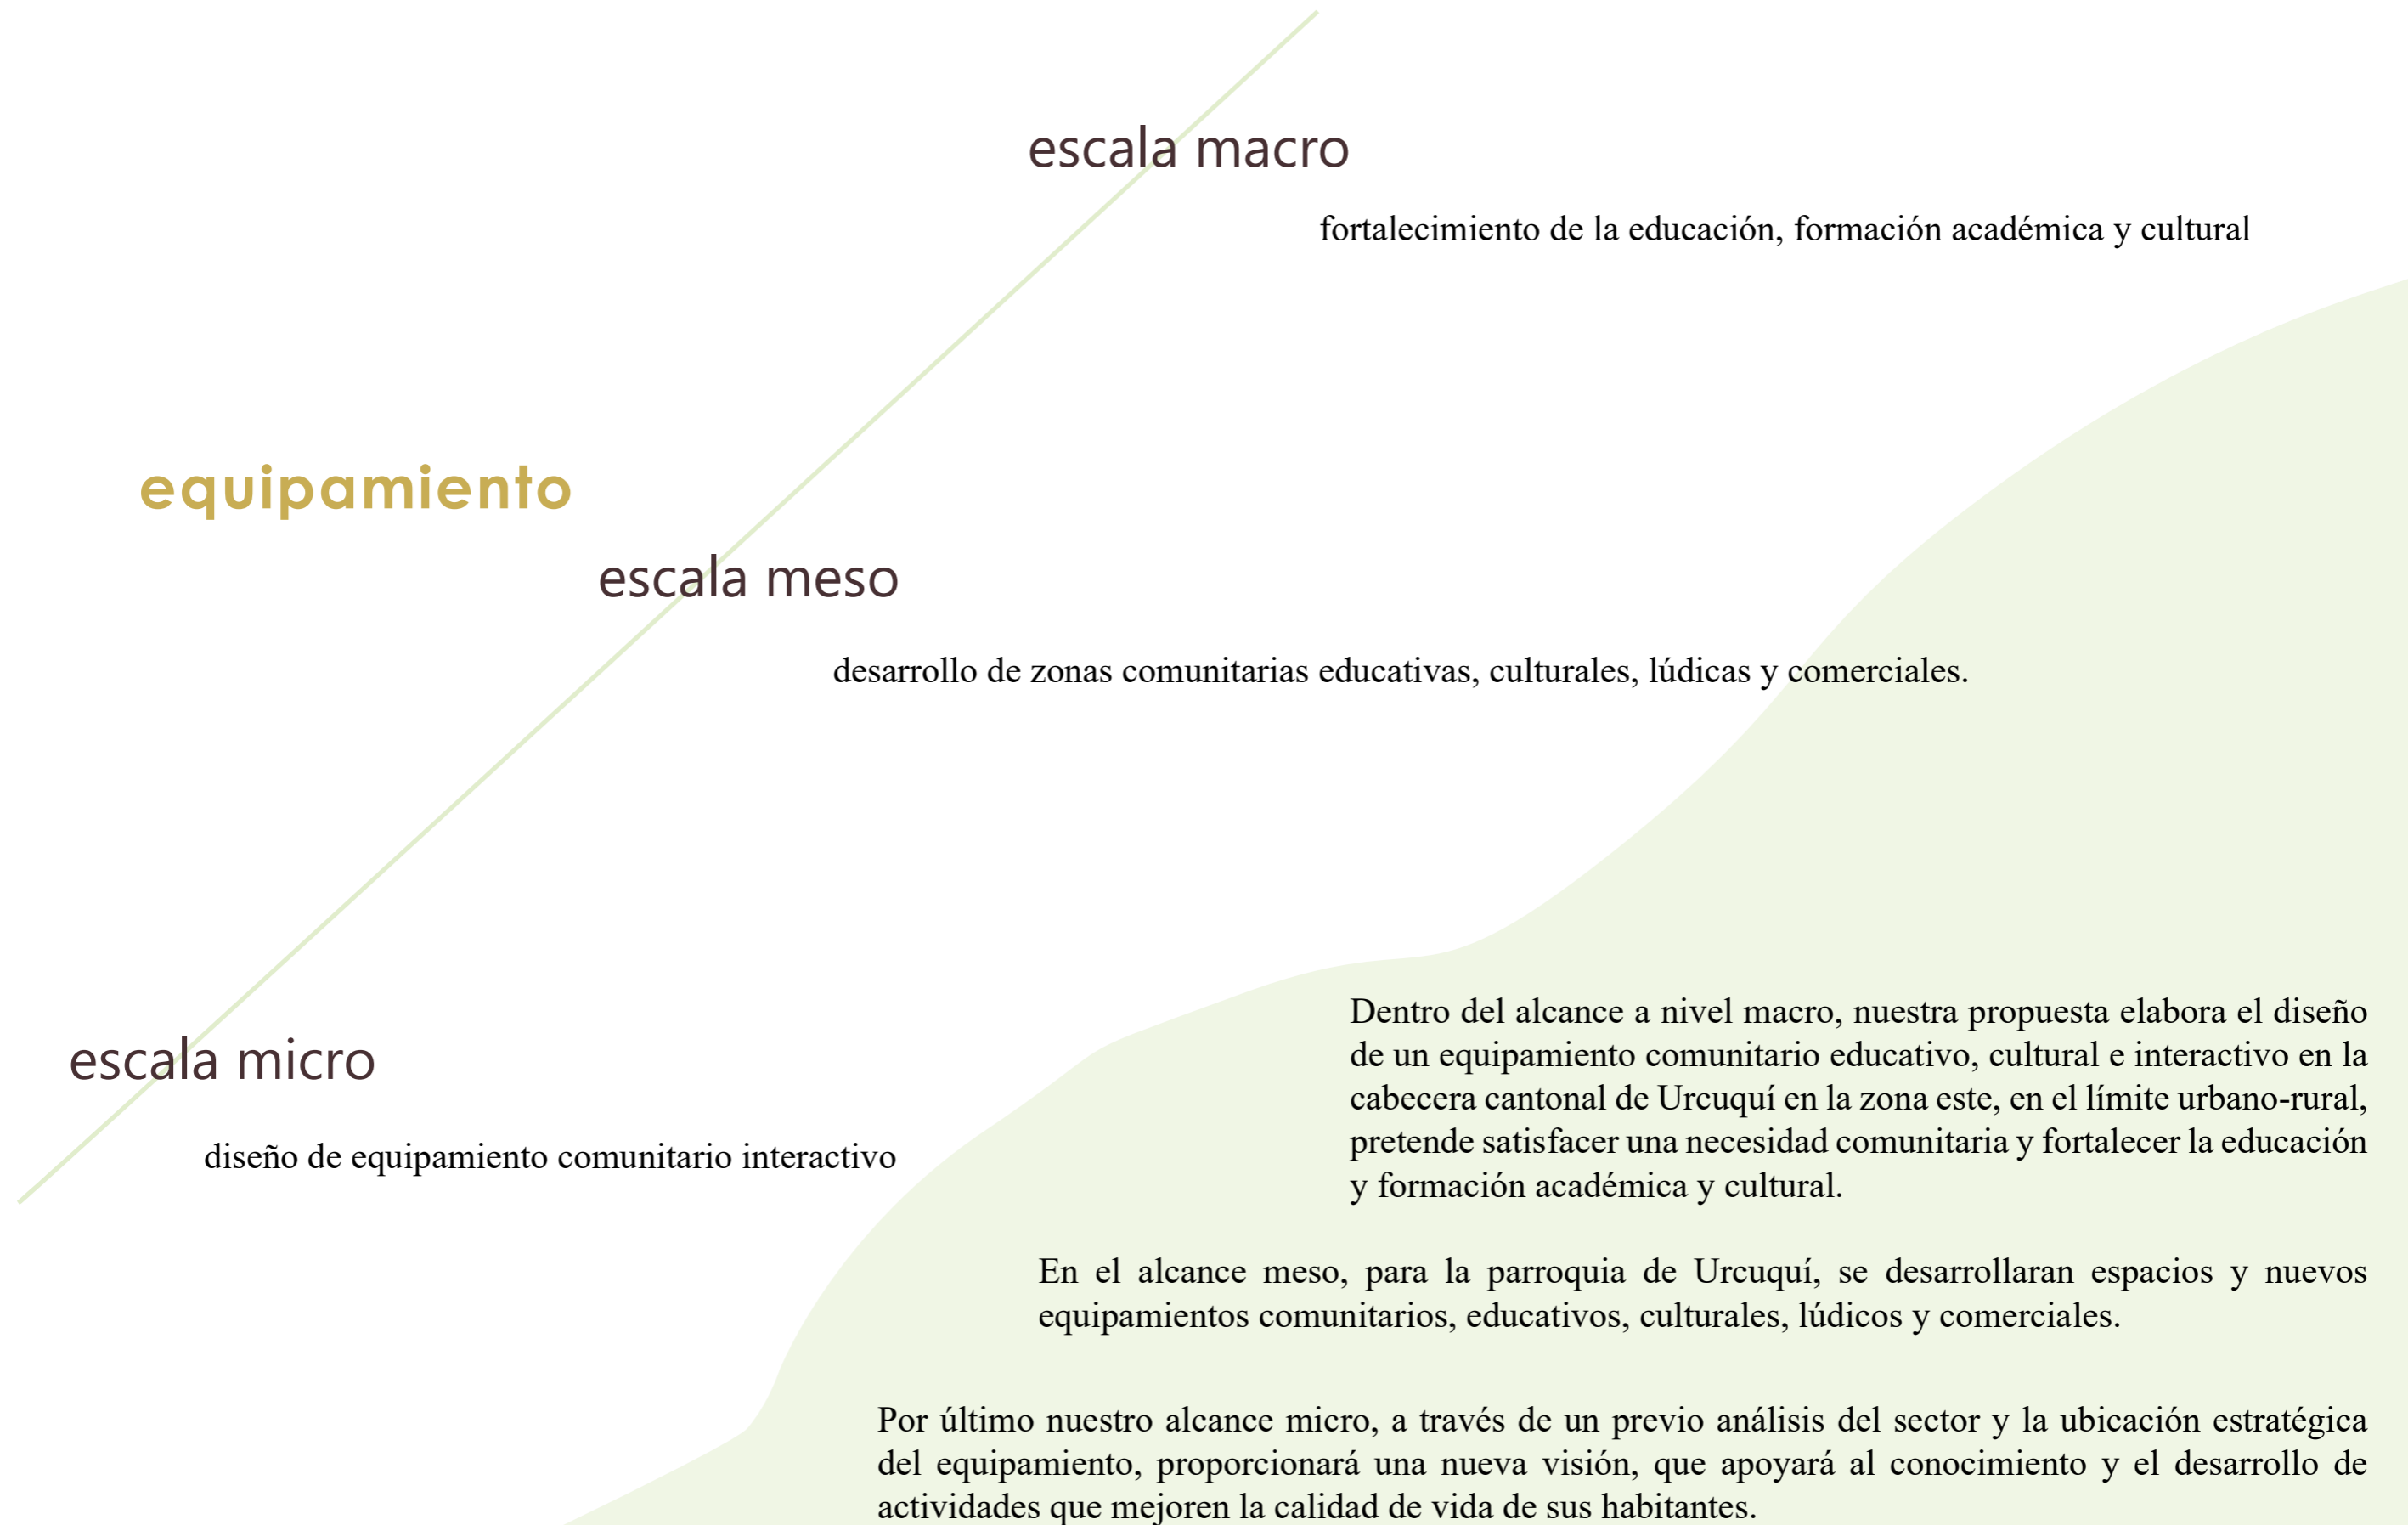 escala macro
fortalecimiento de la educación, formación académica y cultural
equipamiento
escala meso
desarrollo de zonas comunitarias educativas, culturales, lúdicas y comerciales.
escala micro
diseño de equipamiento comunitario interactivo
Dentro del alcance a nivel macro, nuestra propuesta elabora el diseño
de un equipamiento comunitario educativo, cultural e interactivo en la
cabecera cantonal de Urcuquí en la zona este, en el límite urbano-rural,
pretende satisfacer una necesidad comunitaria y fortalecer la educación
y formación académica y cultural.
En el alcance meso, para la parroquia de Urcuquí, se desarrollaran espacios y nuevos
equipamientos comunitarios, educativos, culturales, lúdicos y comerciales.
Por último nuestro alcance micro, a través de un previo análisis del sector y la ubicación estratégica
del equipamiento, proporcionará una nueva visión, que apoyará al conocimiento y el desarrollo de
actividades que mejoren la calidad de vida de sus habitantes.